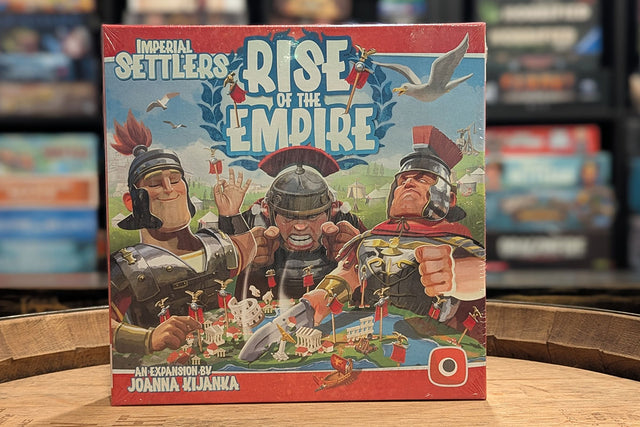 IMPERIAL
SETTLERS
RISE
OF THE
EMPIRE
AN EXPANSION BY
JOANNA KIJANKA